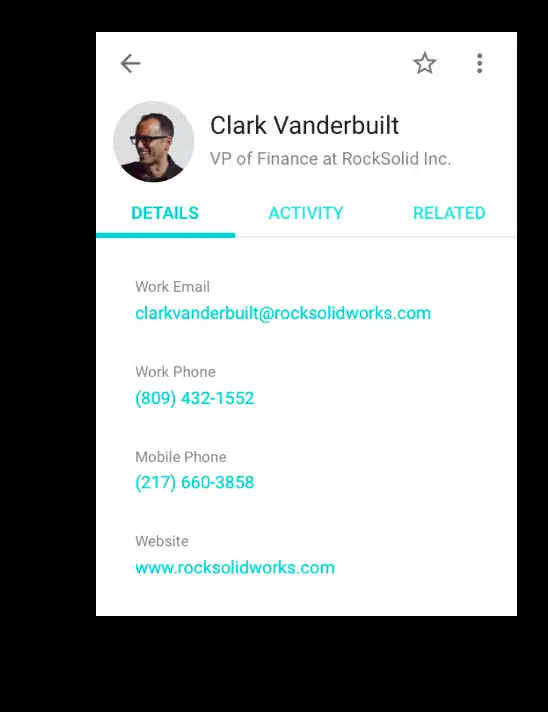 Clark Vanderbuilt
VP of Finance at RockSolid Inc.
DETAILS ACTIVITY RELATED
Work Email
clarkvanderbuilt@rocksolidworks.com
Work Phone
(809) 432-1552
Mobile Phone
(217) 660-3858
Website
www.rocksolidworks.com